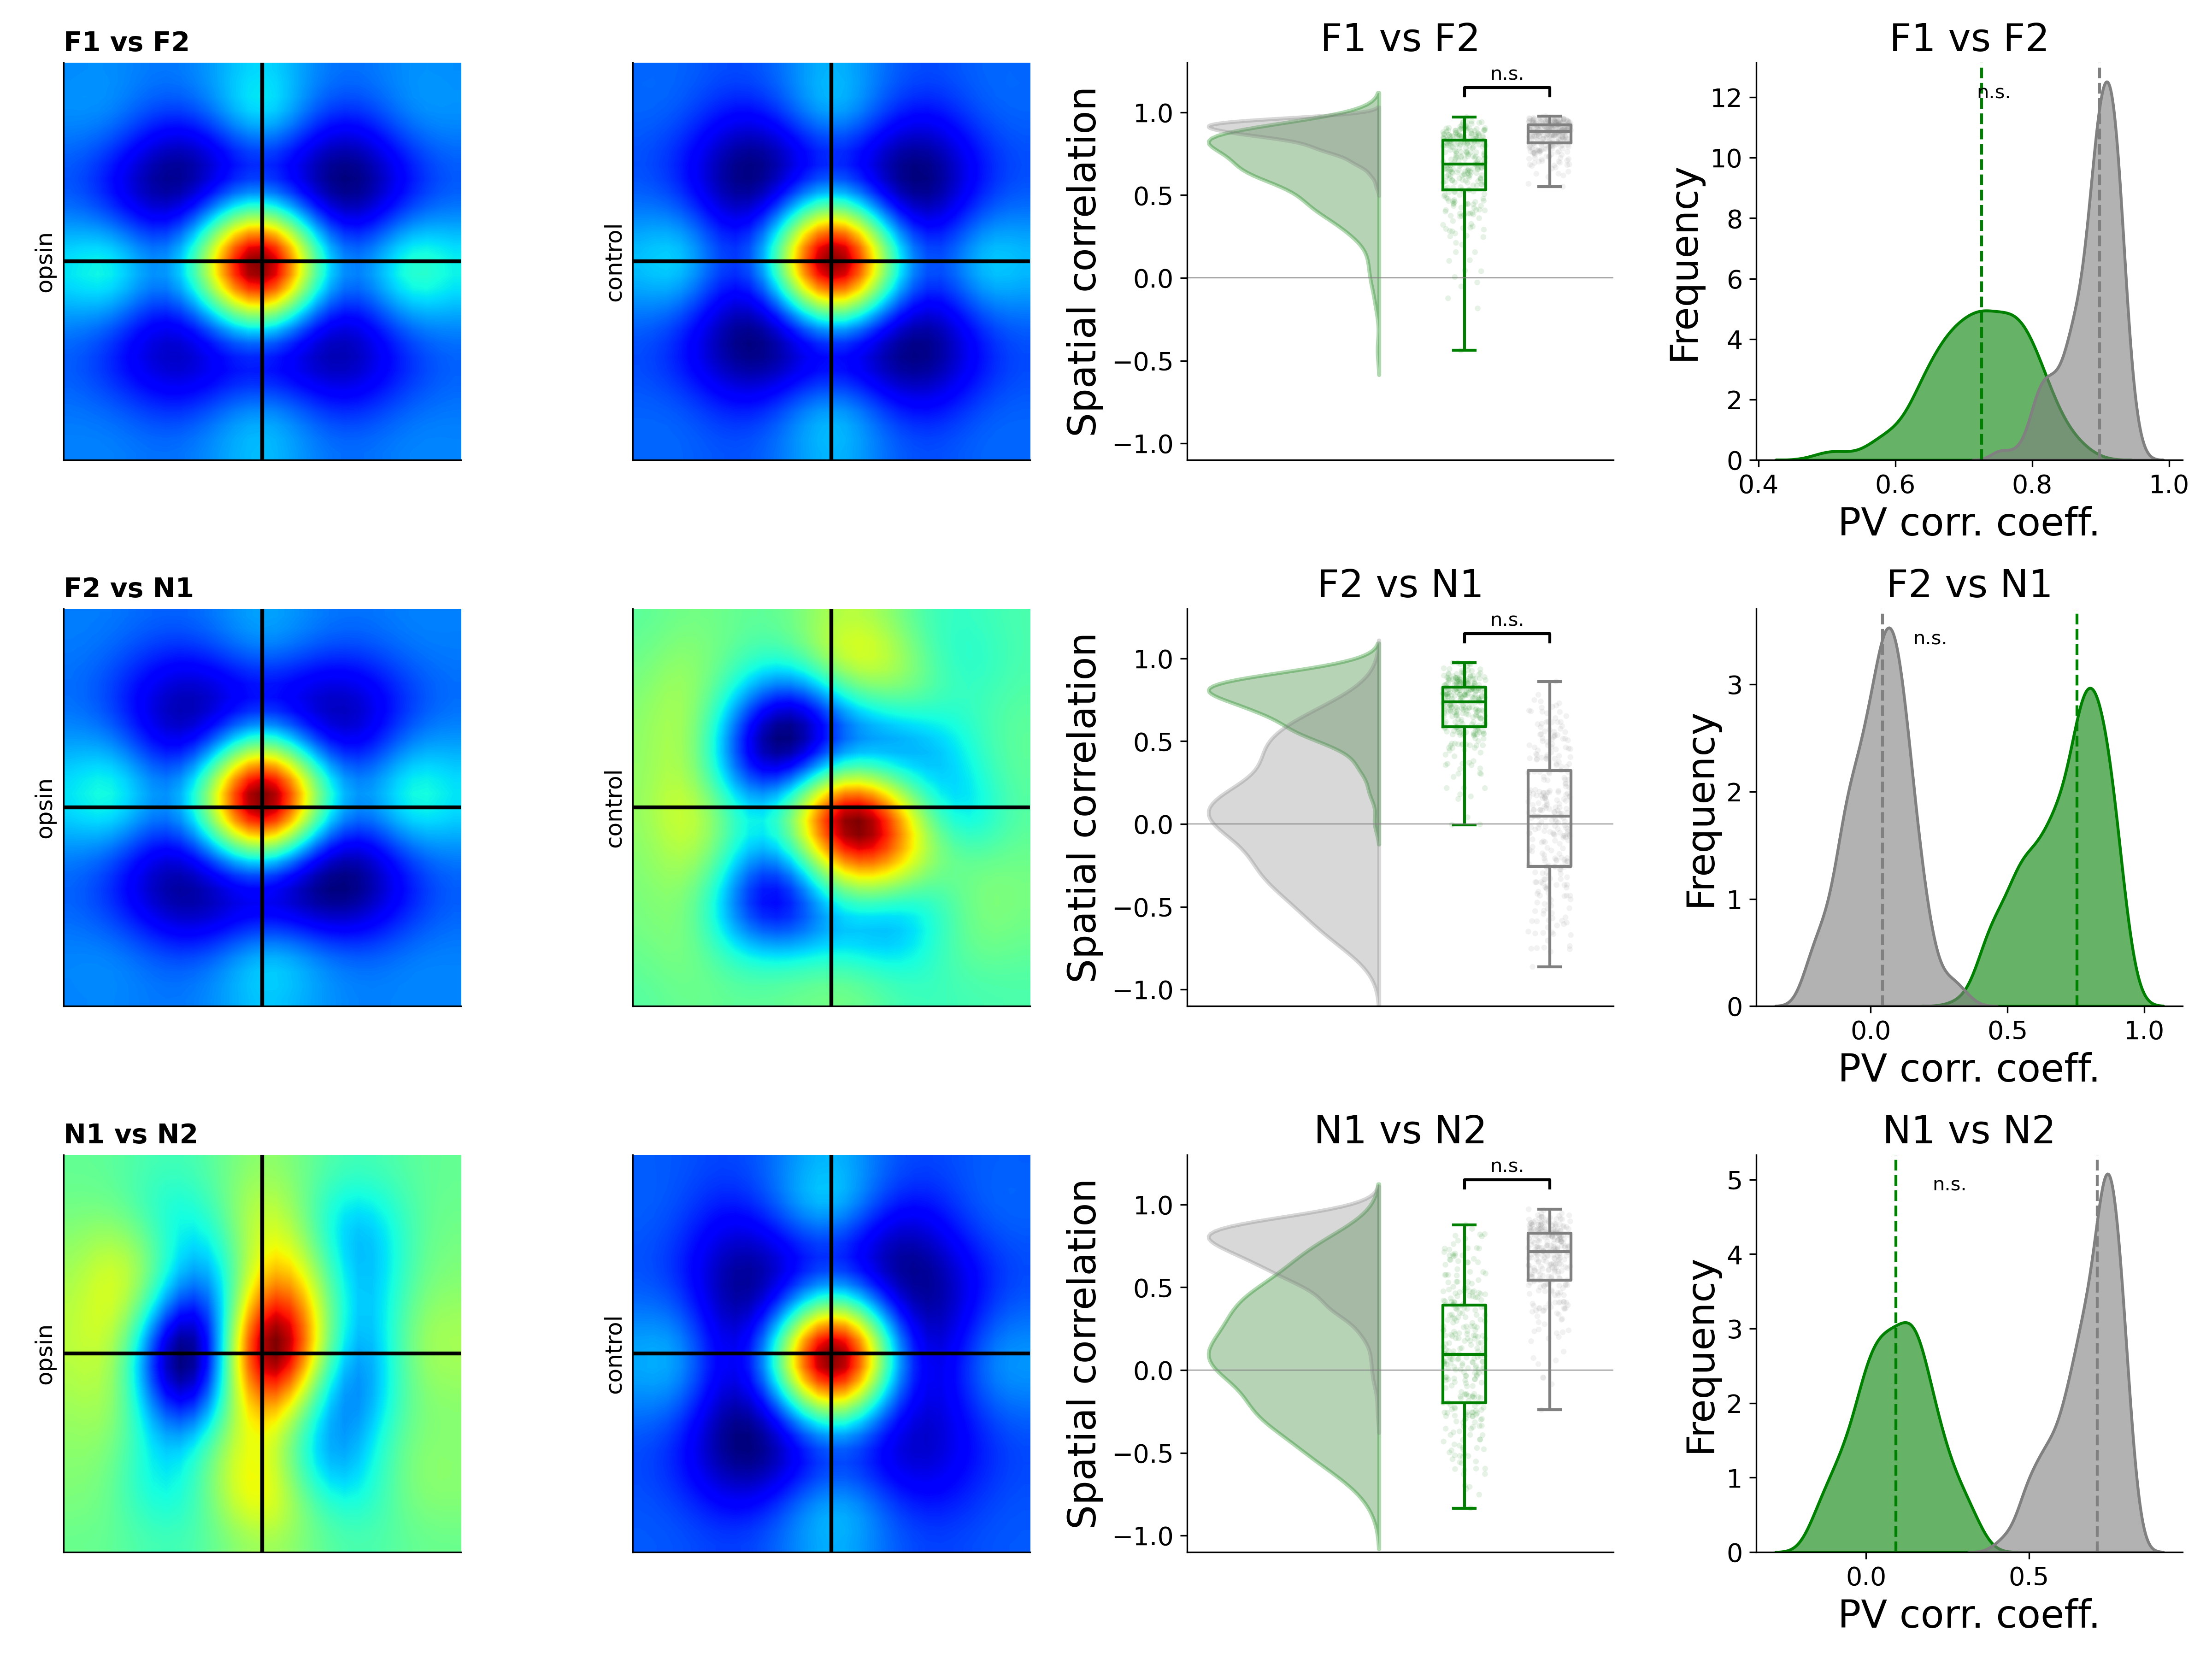 F1 vs F2
opsin
control
F1 vs F2
n.s.
Spatial correlation
1.0
0.5
0.0
−0.5
−1.0
F1 vs F2
n.s.
Frequency
12
10
8
6
4
2
0
0.4 0.6 0.8 1.0
PV corr. coeff.
F2 vs N1
opsin
control
F2 vs N1
n.s.
Spatial correlation
1.0
0.5
0.0
−0.5
−1.0
F2 vs N1
n.s.
Frequency
3
2
1
0
0.0 0.5 1.0
PV corr. coeff.
N1 vs N2
opsin
control
N1 vs N2
n.s.
Spatial correlation
1.0
0.5
0.0
−0.5
−1.0
N1 vs N2
n.s.
Frequency
5
4
3
2
1
0
0.0 0.5
PV corr. coeff.